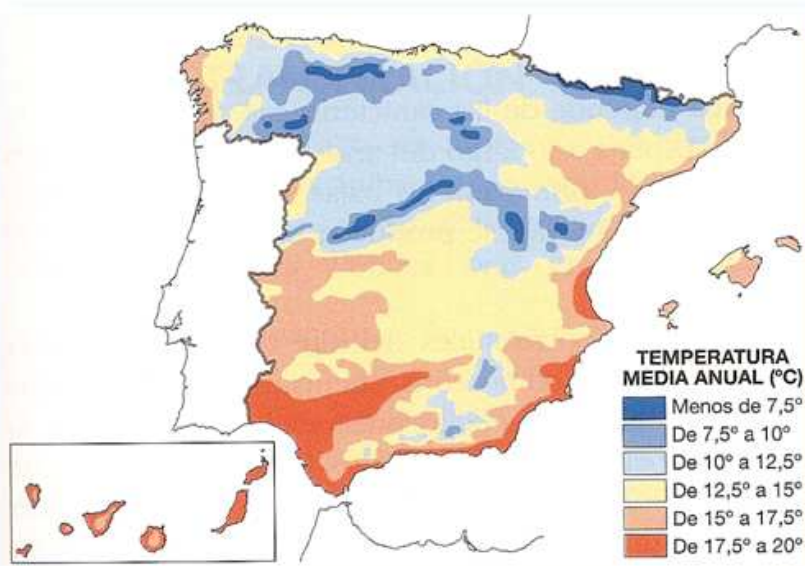 TEMPERATURA
MEDIA ANUAL (ºC)
Menos de 7,5º
De 7,5º a 10º
De 10º a 12,5º
De 12,5º a 15º
De 15º a 17,5º
De 17,5º a 20º